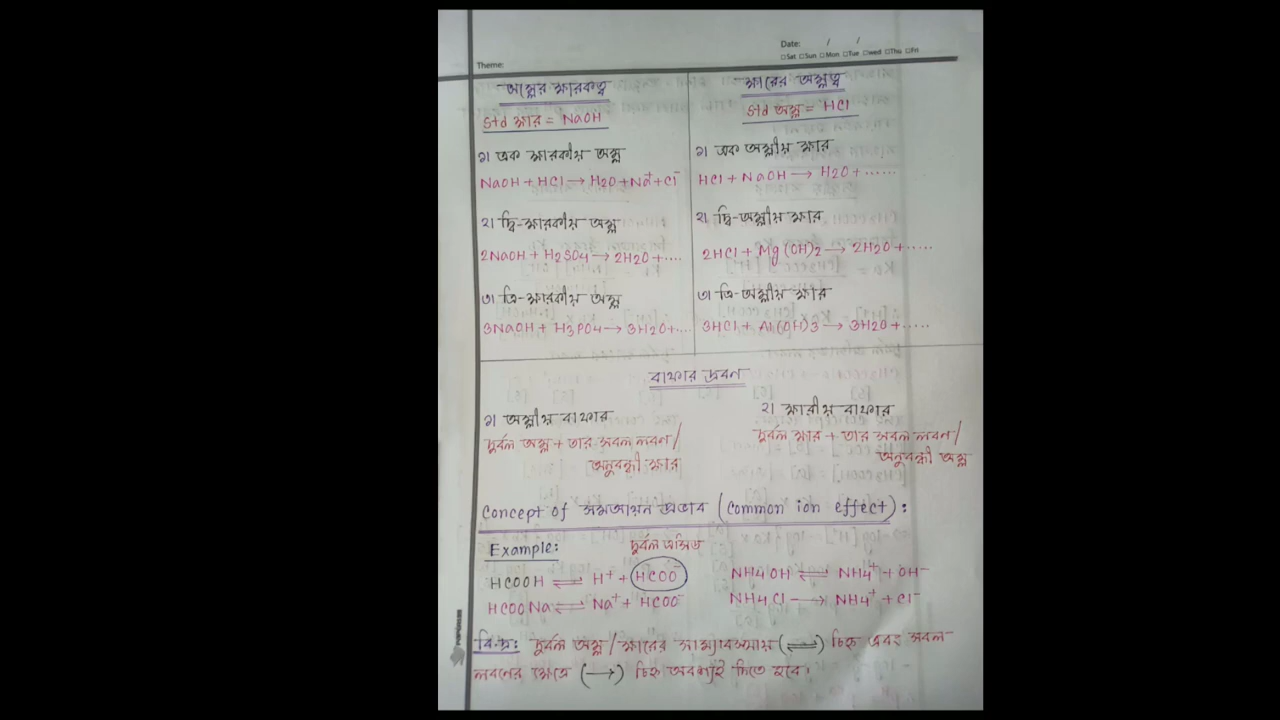 Date: / /
□Sat □Sun □Mon □Tue □Wed □Thu □Fri
Theme:
অম্লের ক্ষারকত্ব
Std ক্ষার = NaOH
১। এক ক্ষারকীয় অম্ল
NaOH + HCl → H2O + Na⁺ + Cl⁻
২। দ্বি-ক্ষারকীয় অম্ল
2NaOH + H2SO4 → 2H2O + ....
৩। ত্রি-ক্ষারকীয় অম্ল
3NaOH + H3PO4 → 3H2O + ....
ক্ষারের অম্লত্ব
Std অম্ল = HCl
১। এক অম্লীয় ক্ষার
HCl + NaOH → H2O + ......
২। দ্বি-অম্লীয় ক্ষার
2HCl + Mg(OH)2 → 2H2O + .....
৩। ত্রি-অম্লীয় ক্ষার
3HCl + Al(OH)3 → 3H2O + .....
বাফার দ্রবণ
১। অম্লীয় বাফার
দুর্বল অম্ল + তার সবল লবণ /
অনুবন্ধী ক্ষার
২। ক্ষারীয় বাফার
দুর্বল ক্ষার + তার সবল লবণ /
অনুবন্ধী অম্ল
Concept of সমআয়ন প্রভাব (Common ion effect) :
Example:
দুর্বল
HCOOH ⇌ H⁺ + HCOO⁻
HCOONa ⇌ Na⁺ + HCOO⁻
NH4OH ⇌ NH4⁺ + OH⁻
NH4Cl → NH4⁺ + Cl⁻
বি.দ্র: দুর্বল অম্ল / ক্ষারের সাম্যাবস্থায় (⇌) চিহ্ন এবং সবল
লবনের ক্ষেত্রে (→) চিহ্ন অবশ্যই দিতে হবে।